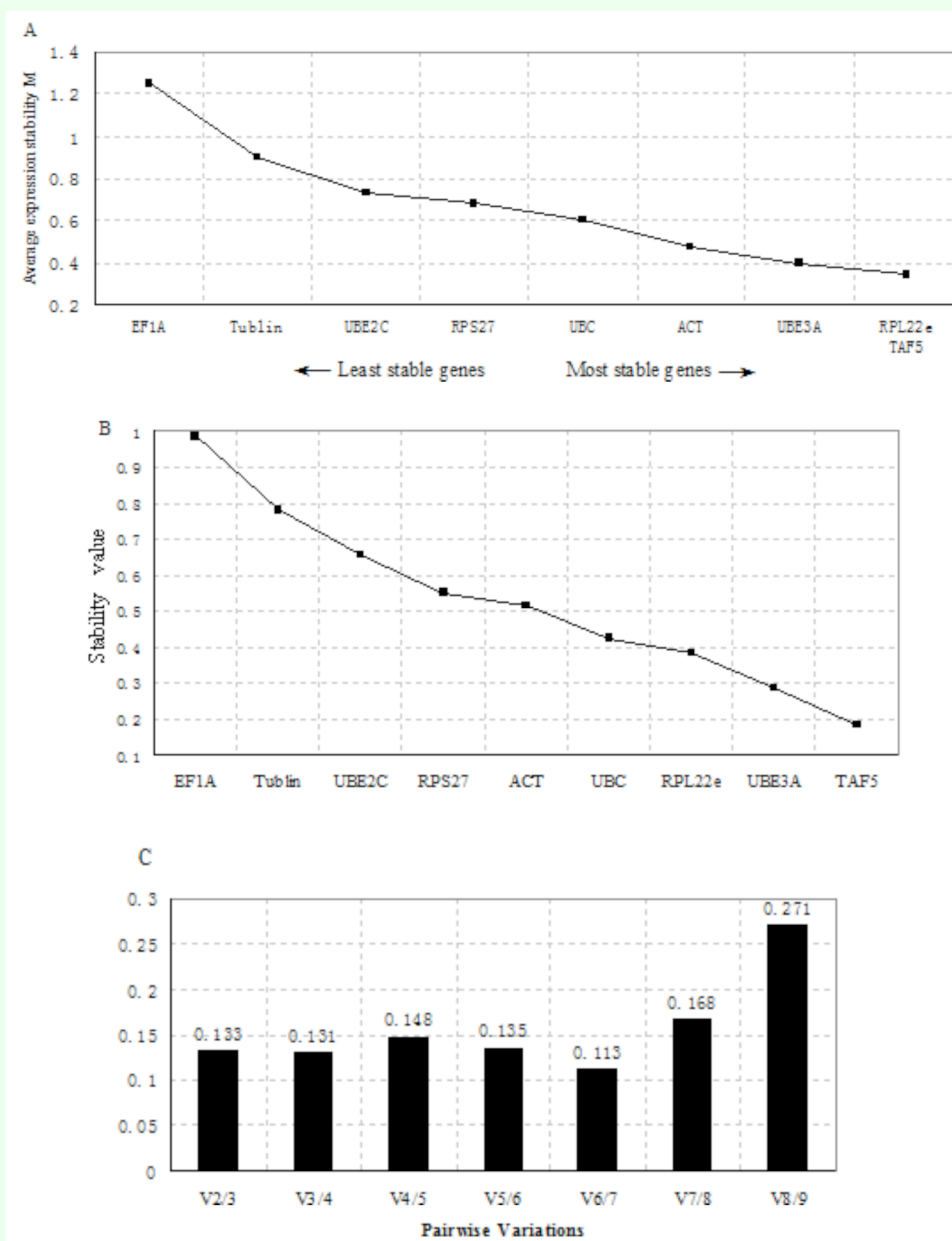 A
Average expression stability M
1.4
1.2
1
0.8
0.6
0.4
0.2
EF1A Tublin UBE2C RPS27 UBC ACT UBE3A RPL22e
TAF5
← Least stable genes Most stable genes →
B
Stability value
1
0.9
0.8
0.7
0.6
0.5
0.4
0.3
0.2
0.1
EF1A Tublin UBE2C RPS27 ACT UBC RPL22e UBE3A TAF5
C
0.3
0.25
0.2
0.15
0.1
0.05
0
0.133
0.131
0.148
0.135
0.113
0.168
0.271
V2/3 V3/4 V4/5 V5/6 V6/7 V7/8 V8/9
Pairwise Variations